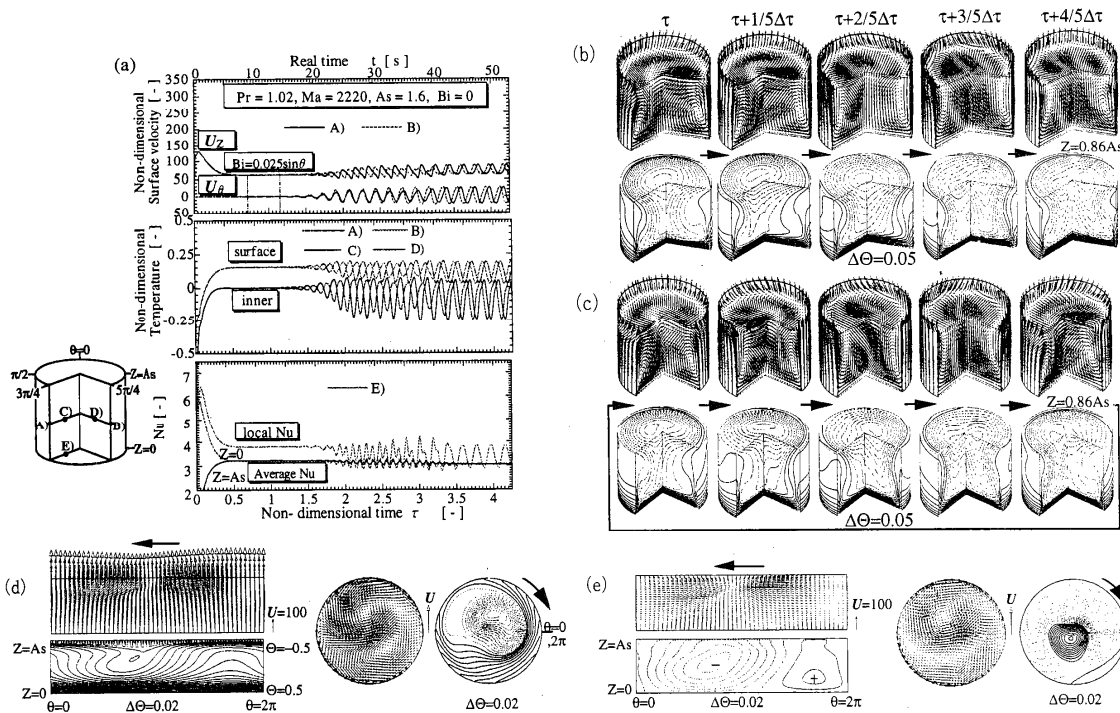 (a)
Real time t [ s ]
0 10 20 30 40 50
Non-dimensional
Surface velocity [ - ]
350
300
250
200
150
100
50
0
50
Pr = 1.02, Ma = 2220, As = 1.6, Bi = 0
A) B)
UZ
Bi=0.025sinθ
Uθ
Non-dimensional
Temperature [ - ]
0.5
0.25
0
-0.25
-0.5
A) B)
C) D)
surface
inner
Nu [ - ]
7
6
5
4
3
2
E)
local Nu
Z=0
Z=As
Average Nu
0 0.5 1 1.5 2 2.5 3 3.5 4
Non- dimensional time τ [ - ]
θ=0
π/2
Z=As
3π/4
5π/4
C)
D)
A)
E)
Z=0
(b)
τ τ+1/5Δτ τ+2/5Δτ τ+3/5Δτ τ+4/5Δτ
Z=0.86As
ΔΘ=0.05
(c)
Z=0.86As
ΔΘ=0.05
(d)
U=100
Z=As
Θ=-0.5
Z=0
Θ=0.5
θ=0 ΔΘ=0.02 θ=2π
U
θ=0
,2π
ΔΘ=0.02
(e)
U=100
Z=As
-
+
Z=0
θ=0 ΔΘ=0.02 θ=2π
U
ΔΘ=0.02